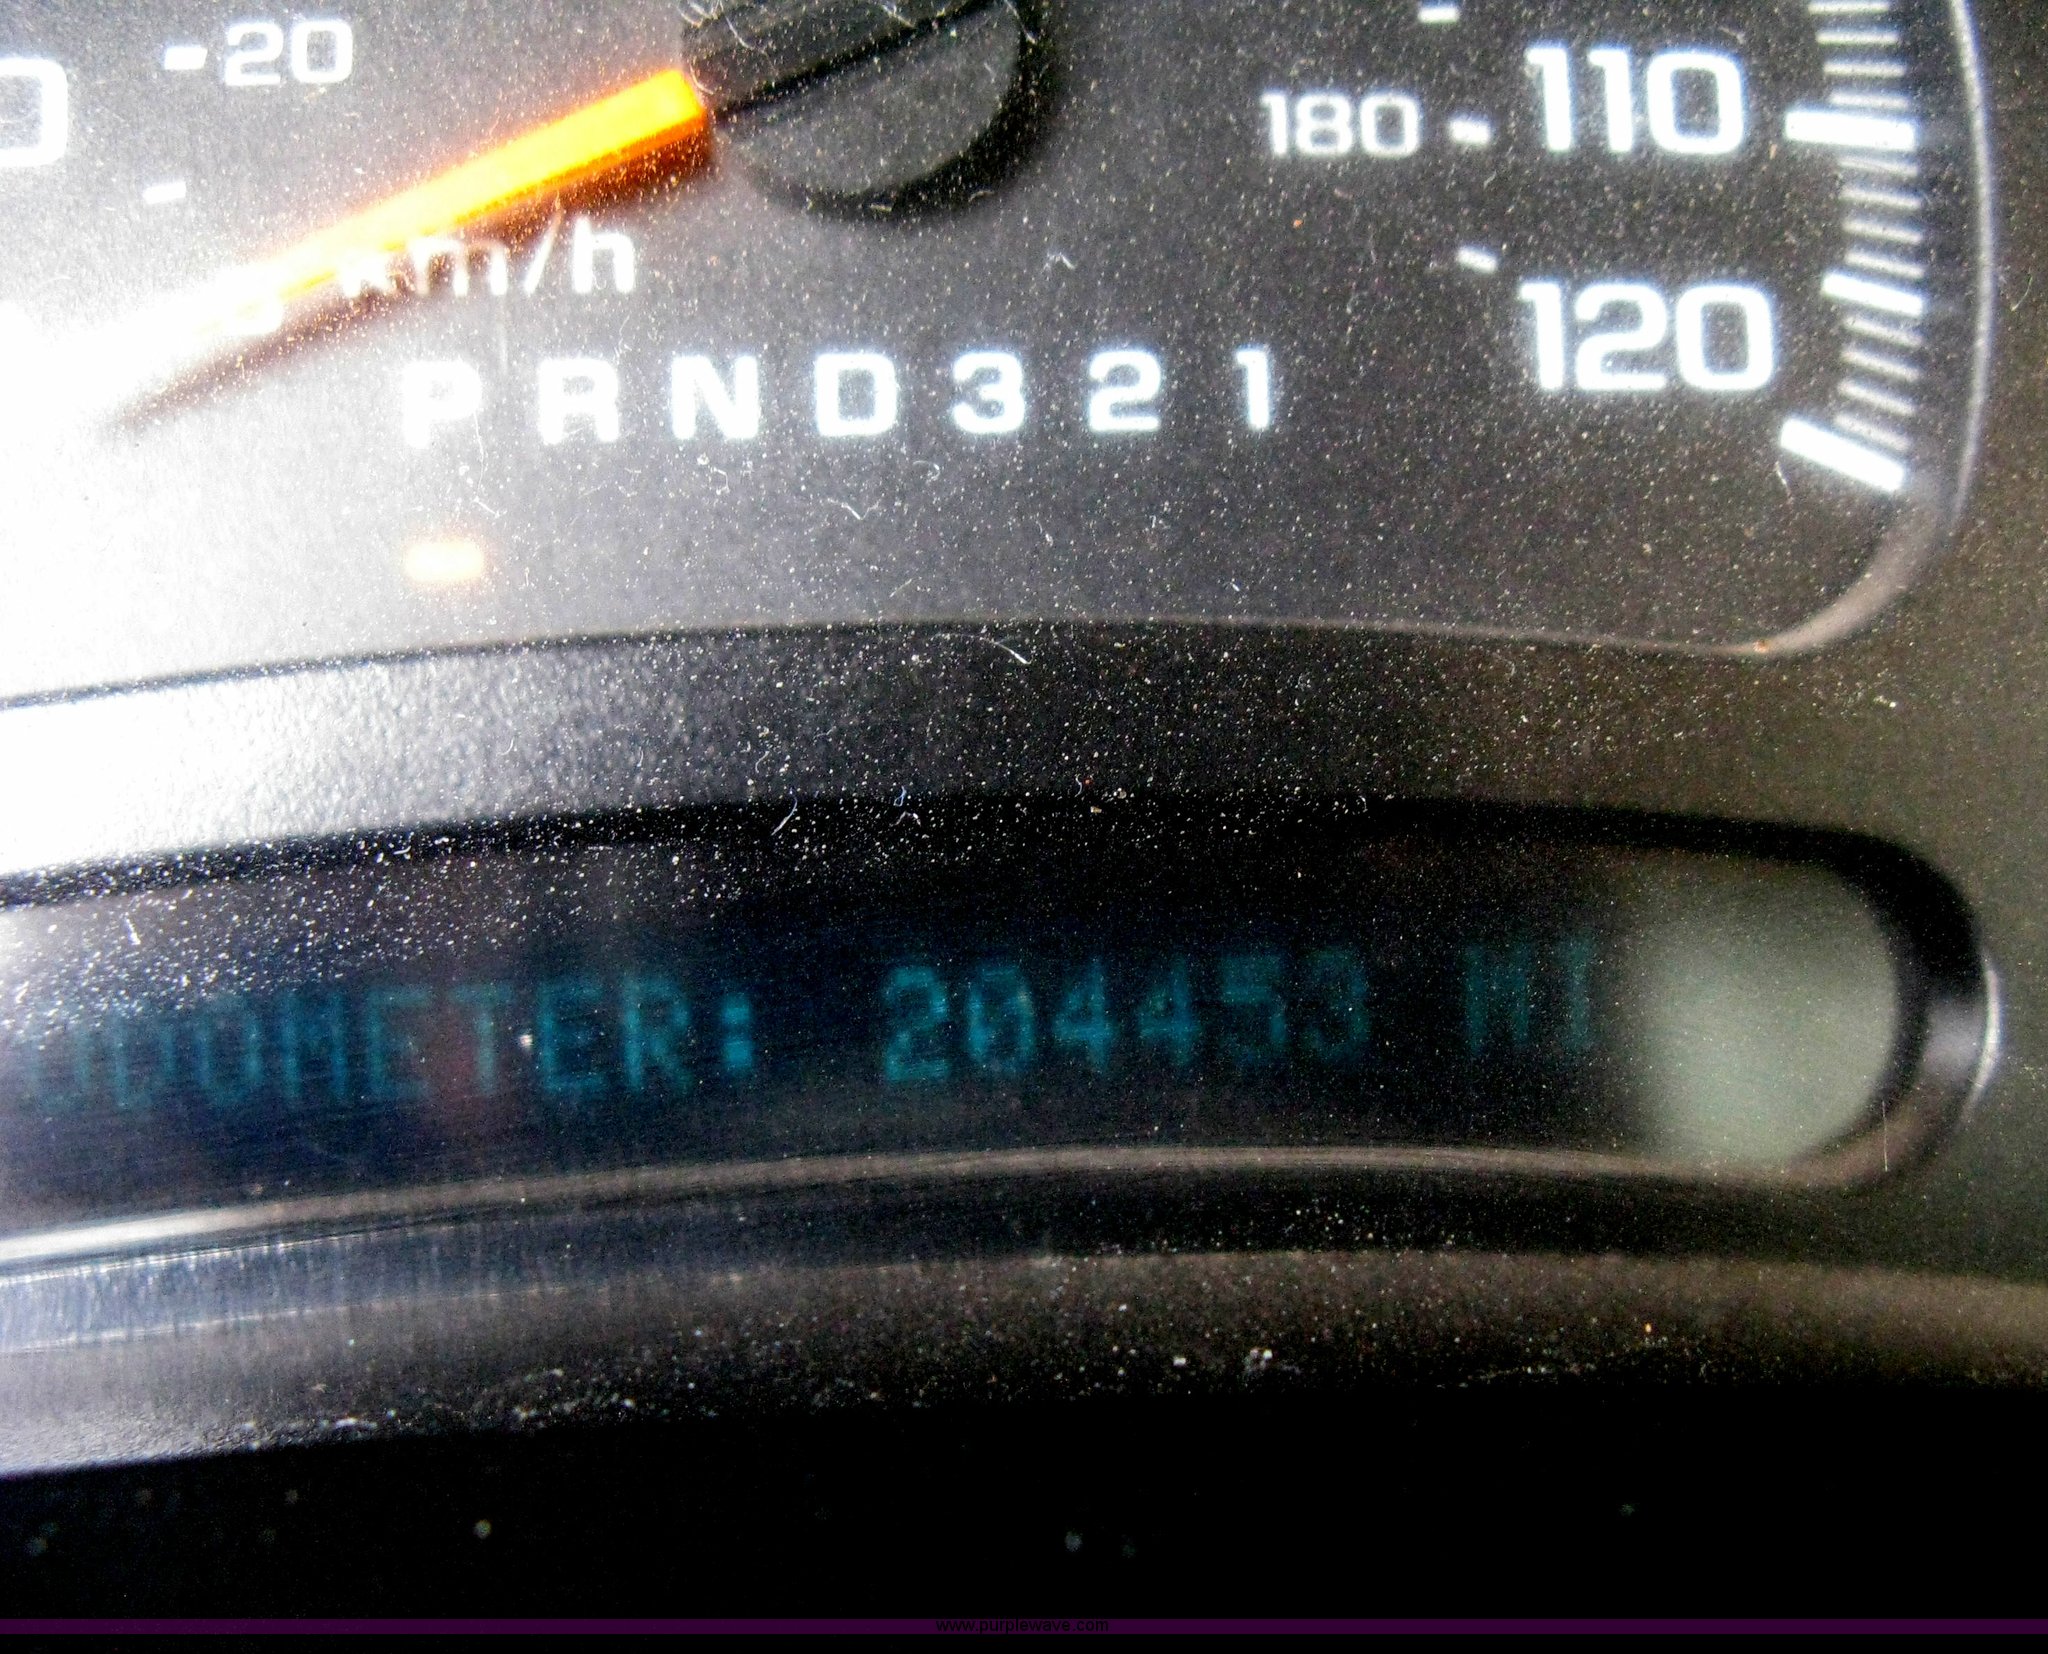 20
110
180
km/h
120
P R N D 3 2 1
ODOMETER: 204453 MI
www.purplewave.com